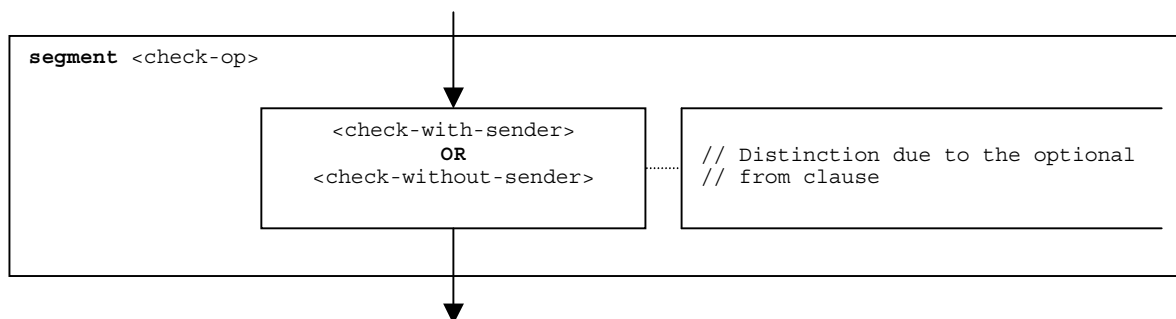 segment <check-op>
<check-with-sender>
OR
<check-without-sender>
// Distinction due to the optional
// from clause